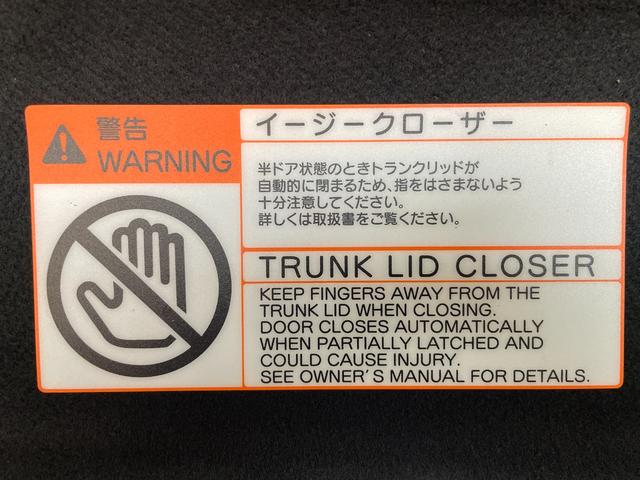 警告
WARNING
イージークローザー
半ドア状態のときトランクリッドが
自動的に閉まるため、指をはさまないよう
十分注意してください。
詳しくは取扱書をご覧ください。
TRUNK LID CLOSER
KEEP FINGERS AWAY FROM THE
TRUNK LID WHEN CLOSING.
DOOR CLOSES AUTOMATICALLY
WHEN PARTIALLY LATCHED AND
COULD CAUSE INJURY.
SEE OWNER'S MANUAL FOR DETAILS.